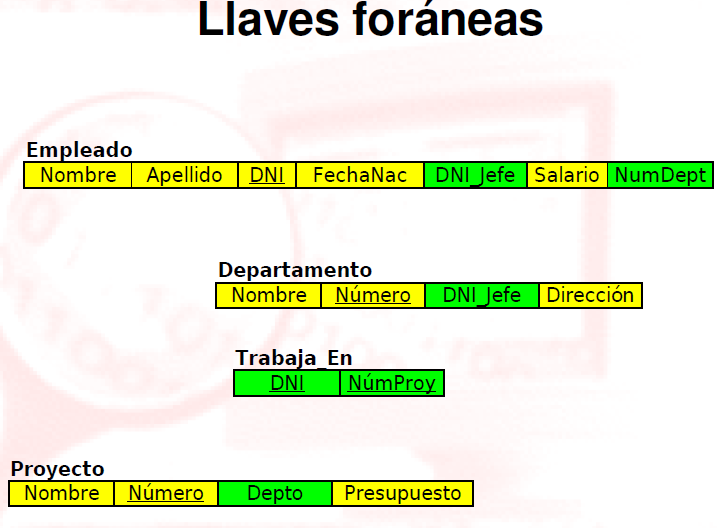 Llaves foráneas
Empleado
Nombre Apellido DNI FechaNac DNI_Jefe Salario NumDept
Departamento
Nombre Número DNI_Jefe Dirección
Trabaja_En
DNI NúmProy
Proyecto
Nombre Número Depto Presupuesto